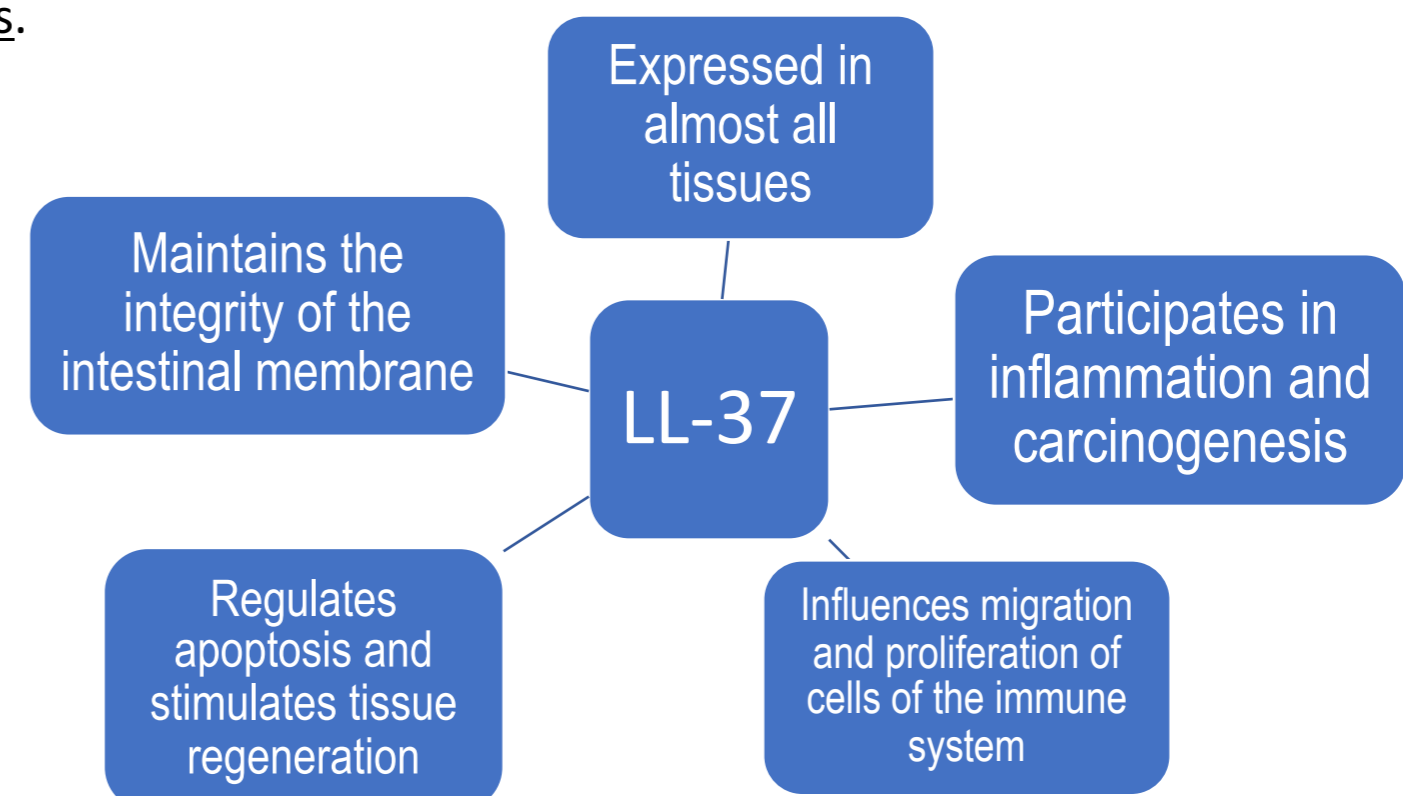 s.
Expressed in
almost all
tissues
Maintains the
integrity of the
intestinal membrane
Participates in
inflammation and
carcinogenesis
LL-37
Regulates
apoptosis and
stimulates tissue
regeneration
Influences migration
and proliferation of
cells of the immune
system